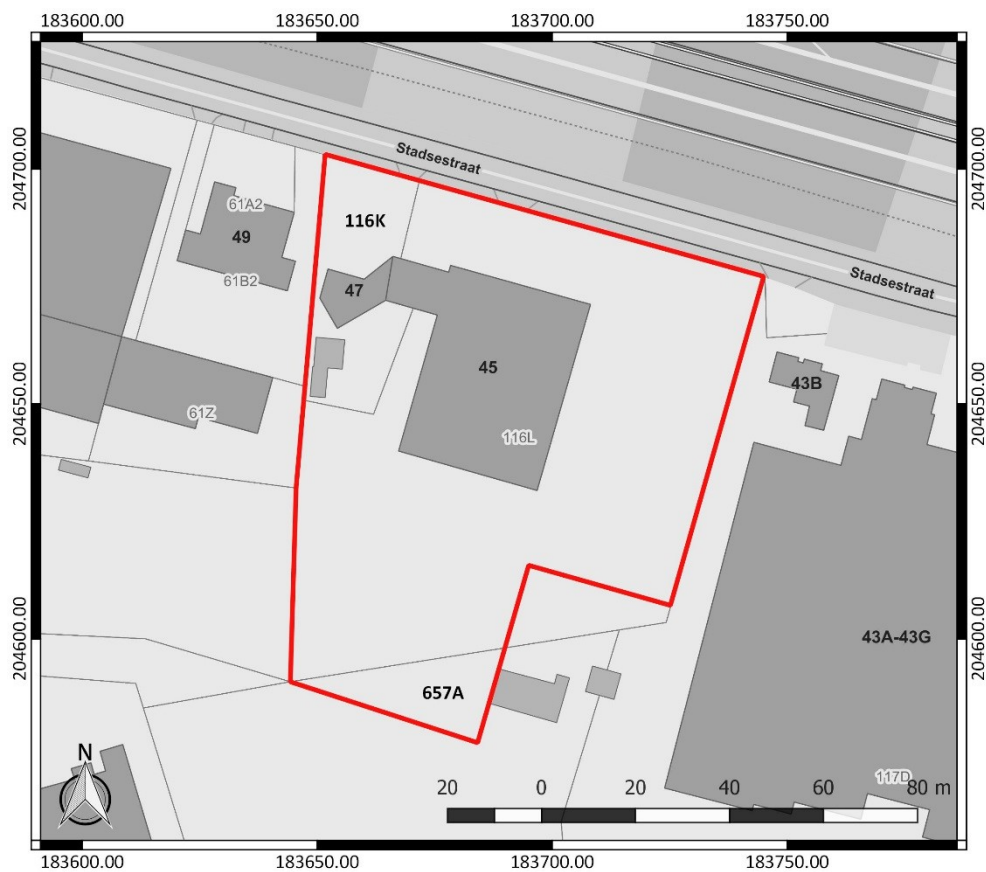 183600.00 183650.00 183700.00 183750.00
204700.00 204700.00
Stadsestraat
61A2
116K
49
61B2
47
Stadsestraat
45
43B
204650.00 204650.00
61Z
116L
204600.00 204600.00
43A-43G
657A
N
117D
20 0 20 40 60 80 m
183600.00 183650.00 183700.00 183750.00